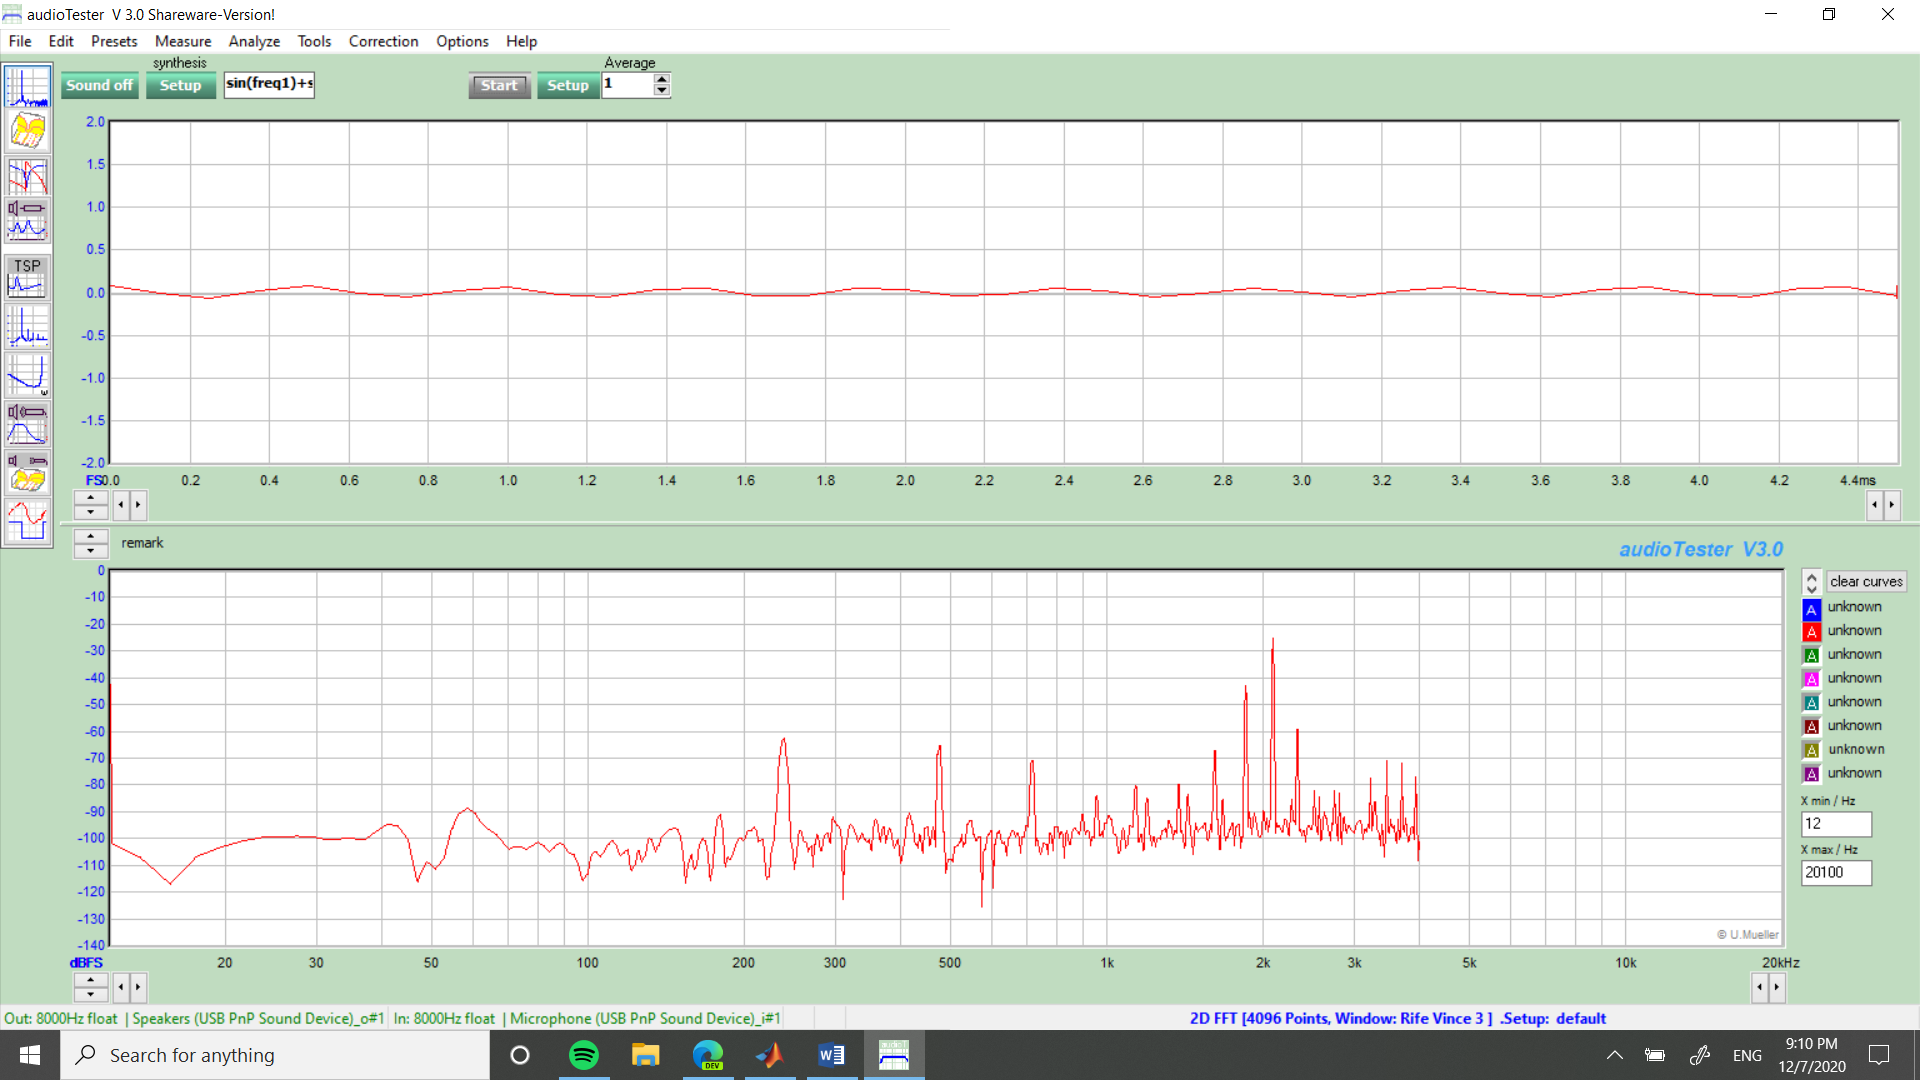 audioTester V 3.0 Shareware-Version!
File Edit Presets Measure Analyze Tools Correction Options Help
synthesis
Average
Sound off Setup sin(freq1)+s Start Setup 1
TSP
2.0
1.5
1.0
0.5
0.0
-0.5
-1.0
-1.5
-2.0
FS 0.0 0.2 0.4 0.6 0.8 1.0 1.2 1.4 1.6 1.8 2.0 2.2 2.4 2.6 2.8 3.0 3.2 3.4 3.6 3.8 4.0 4.2 4.4ms
remark
audioTester V3.0
0
-10
-20
-30
-40
-50
-60
-70
-80
-90
-100
-110
-120
-130
-140
© U.Mueller
dBFS 20 30 50 100 200 300 500 1k 2k 3k 5k 10k 20kHz
clear curves
A unknown
A unknown
A unknown
A unknown
A unknown
A unknown
A unknown
A unknown
X min / Hz
12
X max / Hz
20100
Out: 8000Hz float | Speakers (USB PnP Sound Device)_o#1 In: 8000Hz float | Microphone (USB PnP Sound Device)_i#1 2D FFT [4096 Points, Window: Rife Vince 3 ] .Setup: default
Search for anything
DEV
ENG
9:10 PM
12/7/2020